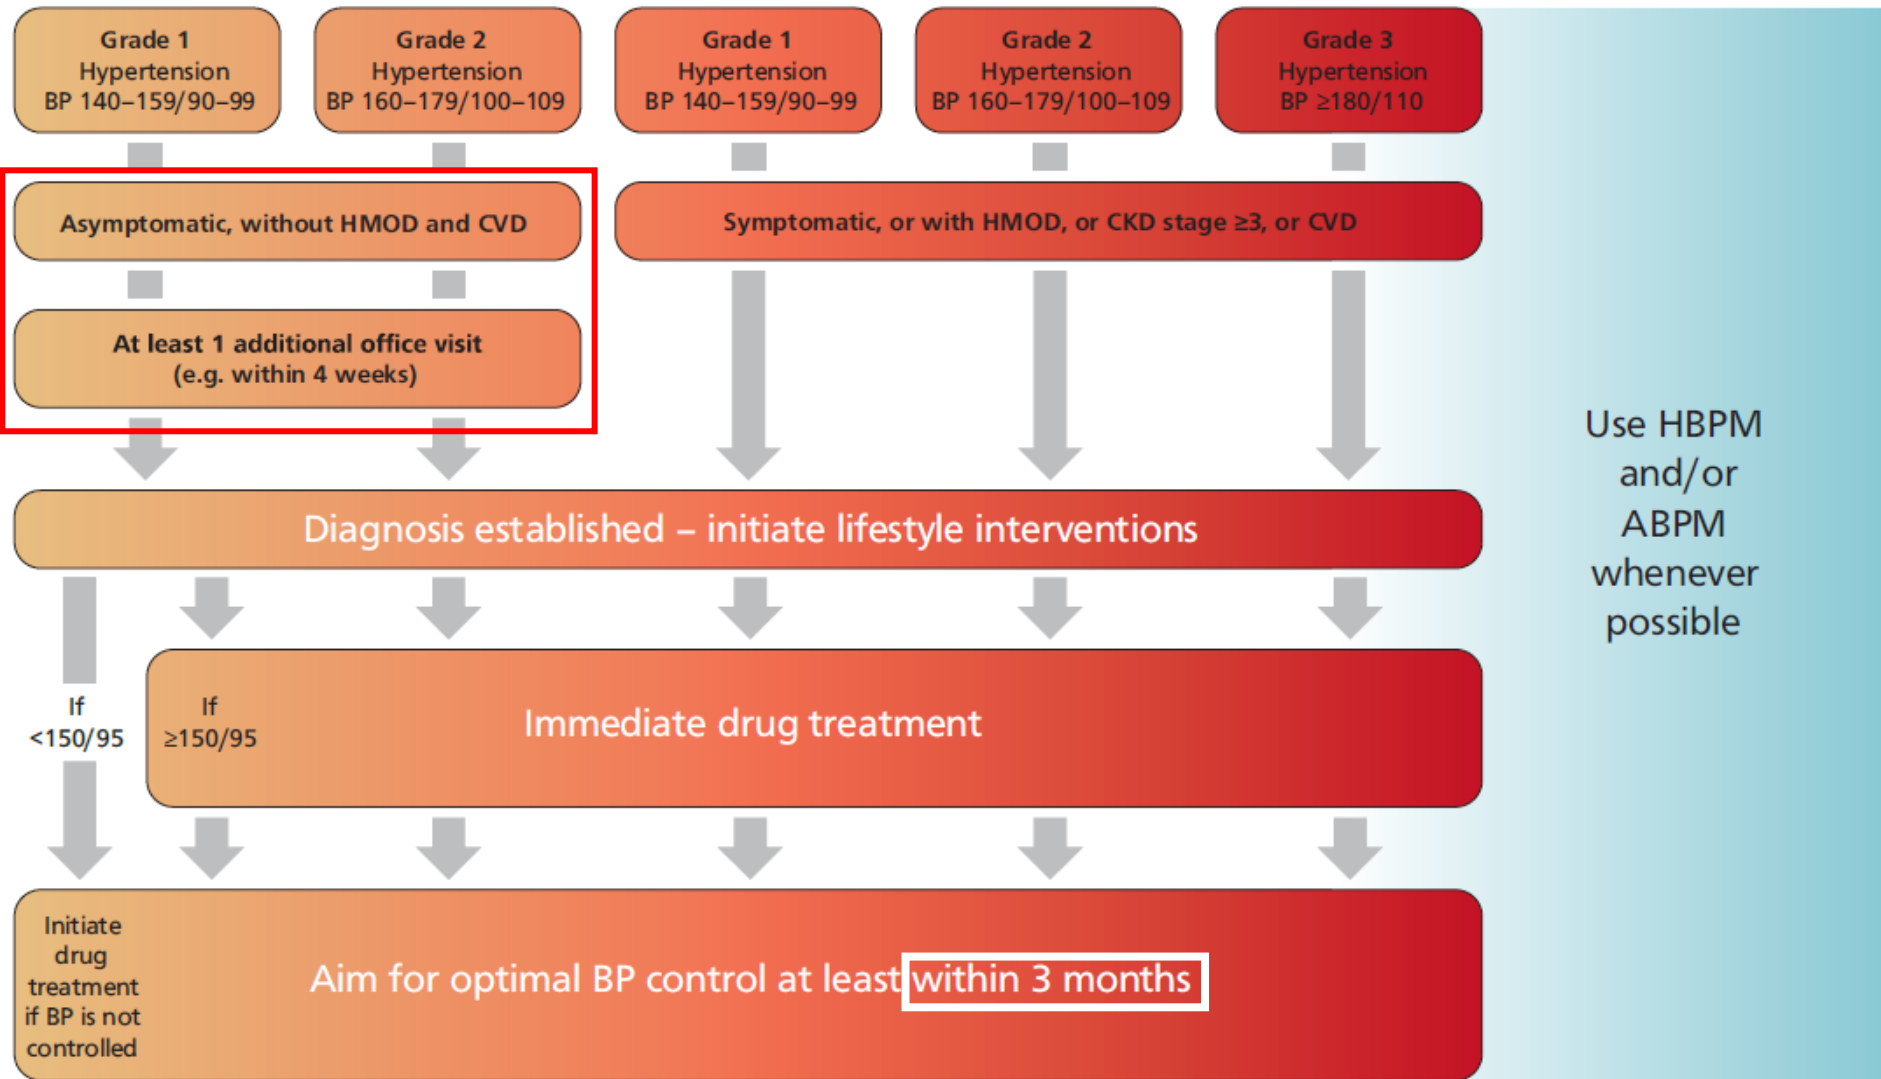 Grade 1
Hypertension
BP 140–159/90–99
Grade 2
Hypertension
BP 160–179/100–109
Grade 1
Hypertension
BP 140–159/90–99
Grade 2
Hypertension
BP 160–179/100–109
Grade 3
Hypertension
BP ≥180/110
Asymptomatic, without HMOD and CVD
Symptomatic, or with HMOD, or CKD stage ≥3, or CVD
At least 1 additional office visit
(e.g. within 4 weeks)
Use HBPM
and/or
ABPM
whenever
possible
Diagnosis established – initiate lifestyle interventions
If
<150/95
If
≥150/95
Immediate drug treatment
Initiate
drug
treatment
if BP is not
controlled
Aim for optimal BP control at least within 3 months